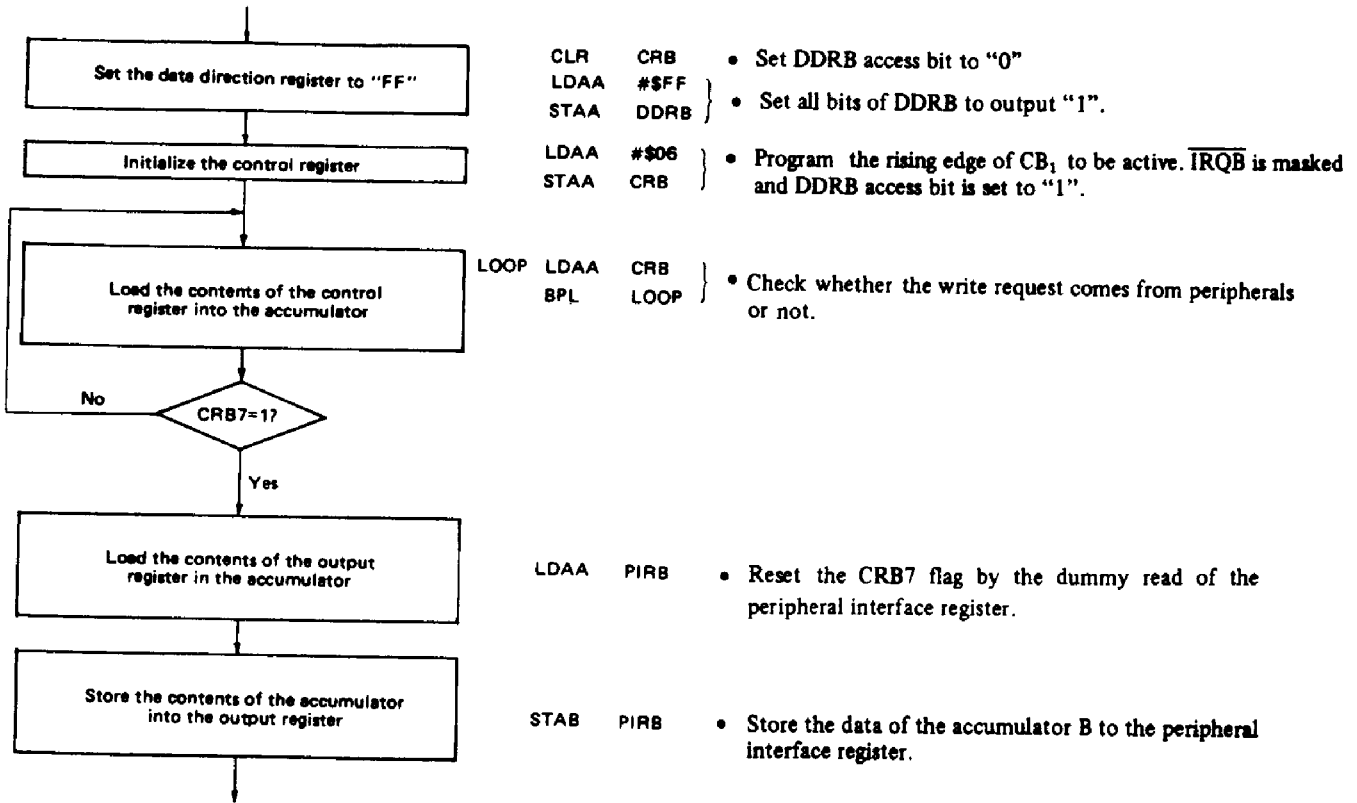 Set the data direction register to "FF"
CLR CRB • Set DDRB access bit to "0"
LDAA #$FF
STAA DDRB • Set all bits of DDRB to output "1".
Initialize the control register
LDAA #$06 • Program the rising edge of CB₁ to be active. I̅R̅Q̅B̅ is masked
STAA CRB and DDRB access bit is set to "1".
Load the contents of the control
register into the accumulator
LOOP LDAA CRB • Check whether the write request comes from peripherals
BPL LOOP or not.
No
CRB7=1?
Yes
Load the contents of the output
register in the accumulator
LDAA PIRB • Reset the CRB7 flag by the dummy read of the
peripheral interface register.
Store the contents of the accumulator
into the output register
STAB PIRB • Store the data of the accumulator B to the peripheral
interface register.